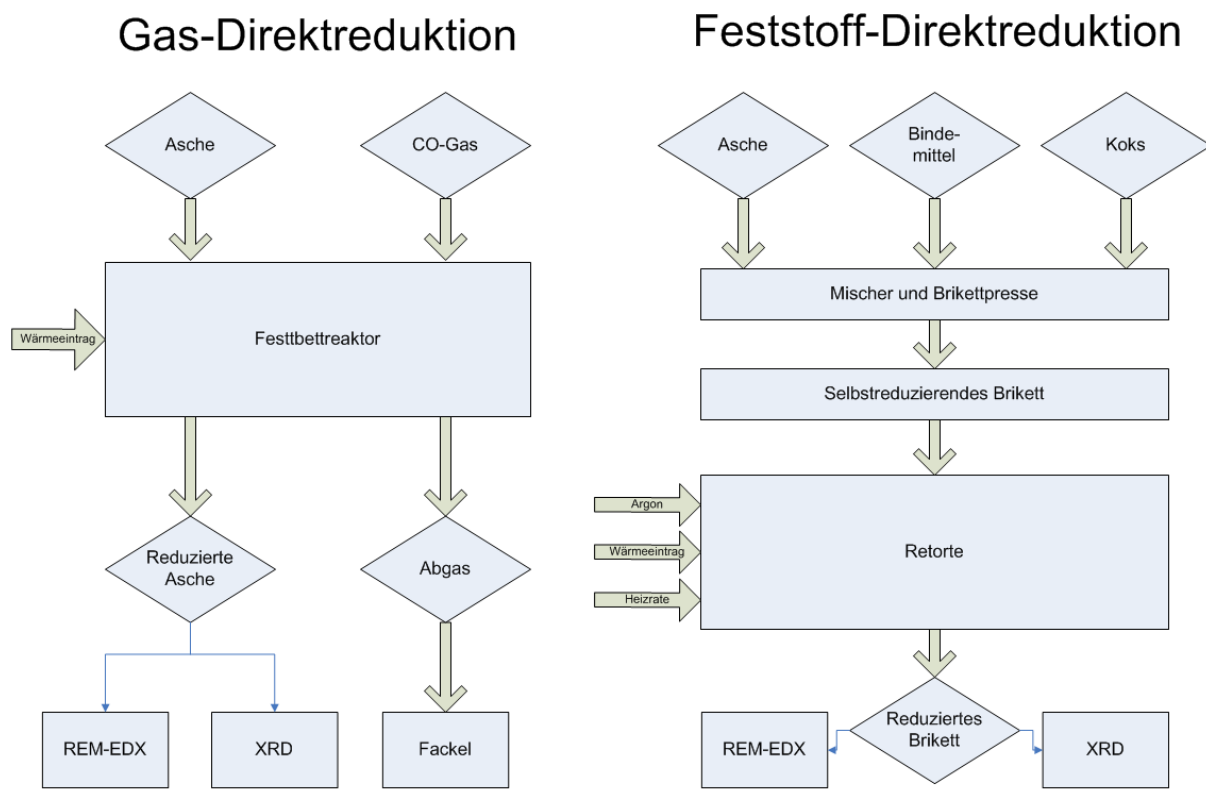 Gas-Direktreduktion
Asche
CO-Gas
Wärmeeintrag
Festtbettreaktor
Reduzierte
Asche
Abgas
REM-EDX
XRD
Fackel
Feststoff-Direktreduktion
Asche
Binde-
mittel
Koks
Mischer und Brikettpresse
Selbstreduzierendes Brikett
Argon
Wärmeeintrag
Heizrate
Retorte
Reduziertes
Brikett
REM-EDX
XRD